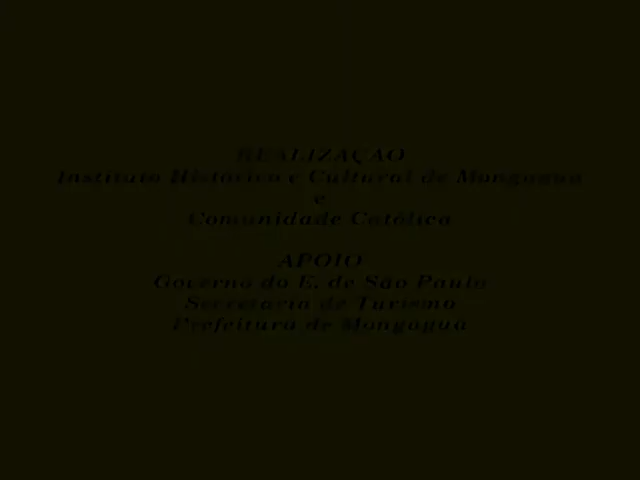 REALIZAÇÃO
Instituto Histórico e Cultural de Mongaguá
e
Comunidade Católica
APOIO
Governo do E. de São Paulo
Secretaria de Turismo
Prefeitura de Mongaguá